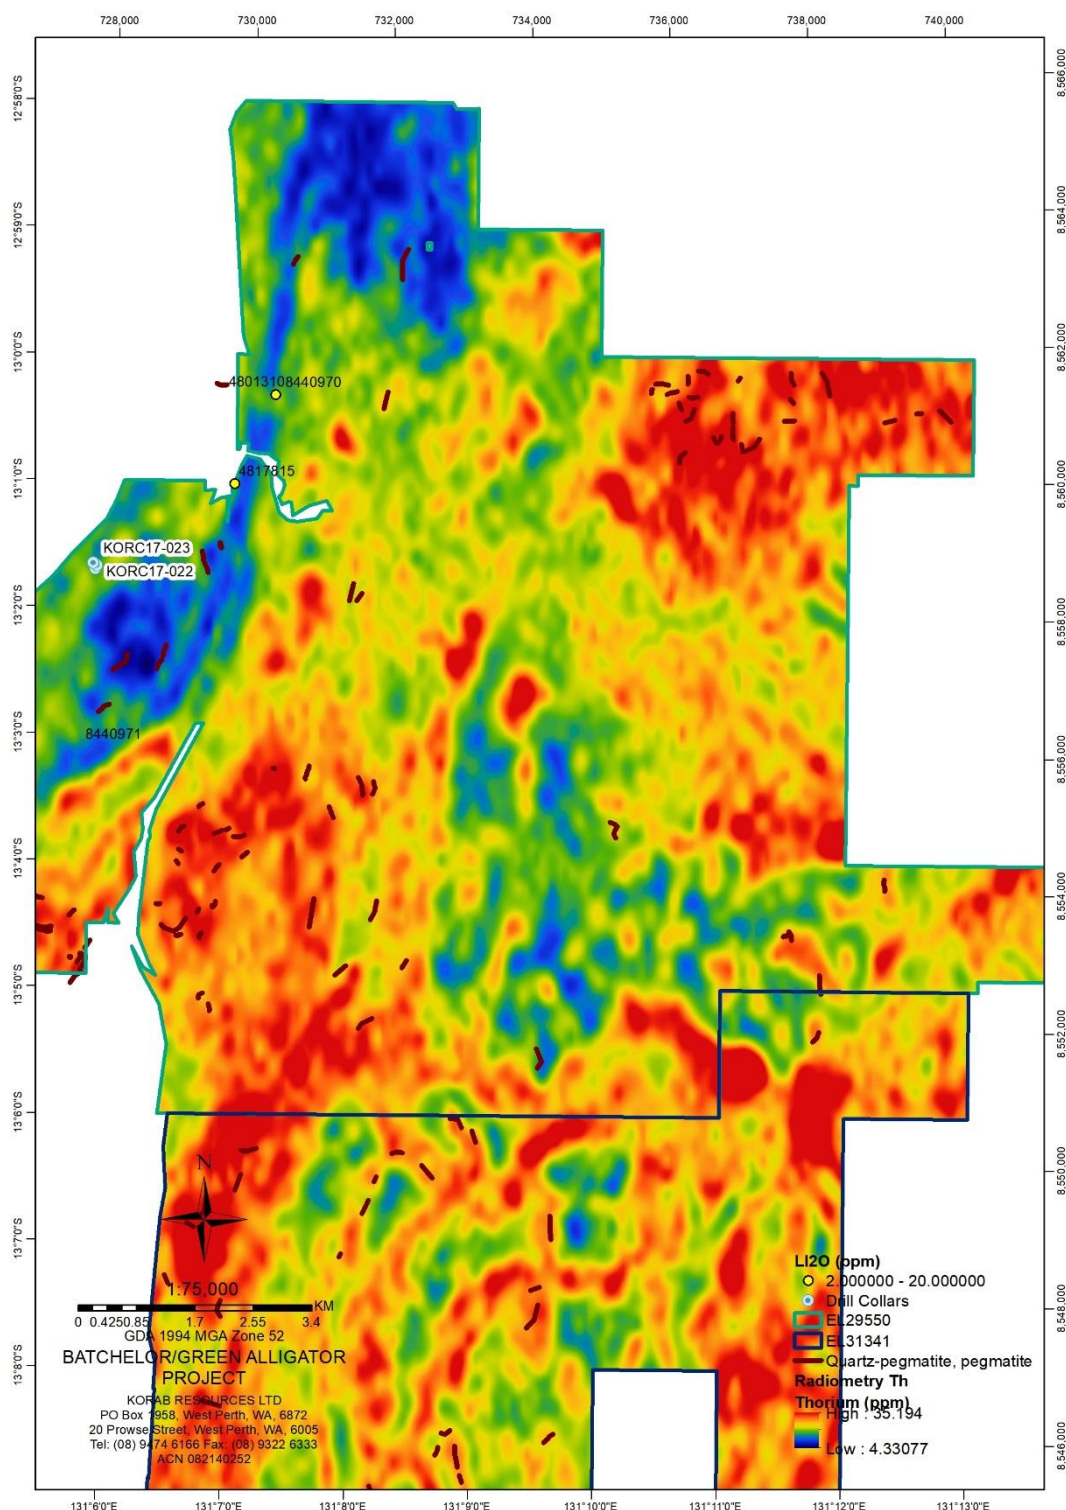 728,000 730,000 732,000 734,000 736,000 738,000 740,000
12°58'0"S
12°59'0"S
13°0'0"S
13°1'0"S
13°2'0"S
13°3'0"S
13°4'0"S
13°5'0"S
13°6'0"S
13°7'0"S
13°8'0"S
8,566,000
8,564,000
8,562,000
8,560,000
8,558,000
8,556,000
8,554,000
8,552,000
8,550,000
8,548,000
8,546,000
48013108440970
4817815
KORC17-023
KORC17-022
8440971
N
1:75,000
KM
0 0.4250.85 1.7 2.55 3.4
GDA 1994 MGA Zone 52
BATCHELOR/GREEN ALLIGATOR
PROJECT
KORAB RESOURCES LTD
PO Box 1958, West Perth, WA, 6872
20 Prowse Street, West Perth, WA, 6005
Tel: (08) 9474 6166 Fax: (08) 9322 6333
ACN 082140252
LI2O (ppm)
2.000000 - 20.000000
Drill Collars
EL29550
EL31341
Quartz-pegmatite, pegmatite
Radiometry Th
Thorium (ppm)
High : 35.194
Low : 4.33077
131°6'0"E 131°7'0"E 131°8'0"E 131°9'0"E 131°10'0"E 131°11'0"E 131°12'0"E 131°13'0"E